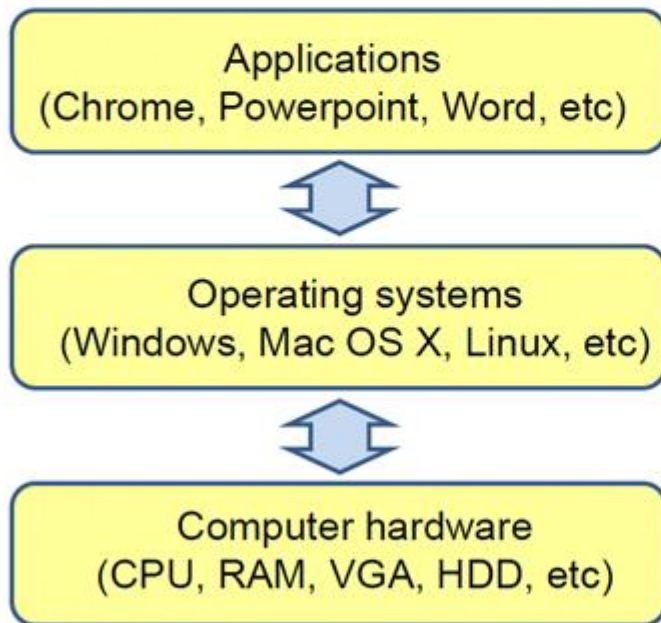 Applications
(Chrome, Powerpoint, Word, etc)
Operating systems
(Windows, Mac OS X, Linux, etc)
Computer hardware
(CPU, RAM, VGA, HDD, etc)